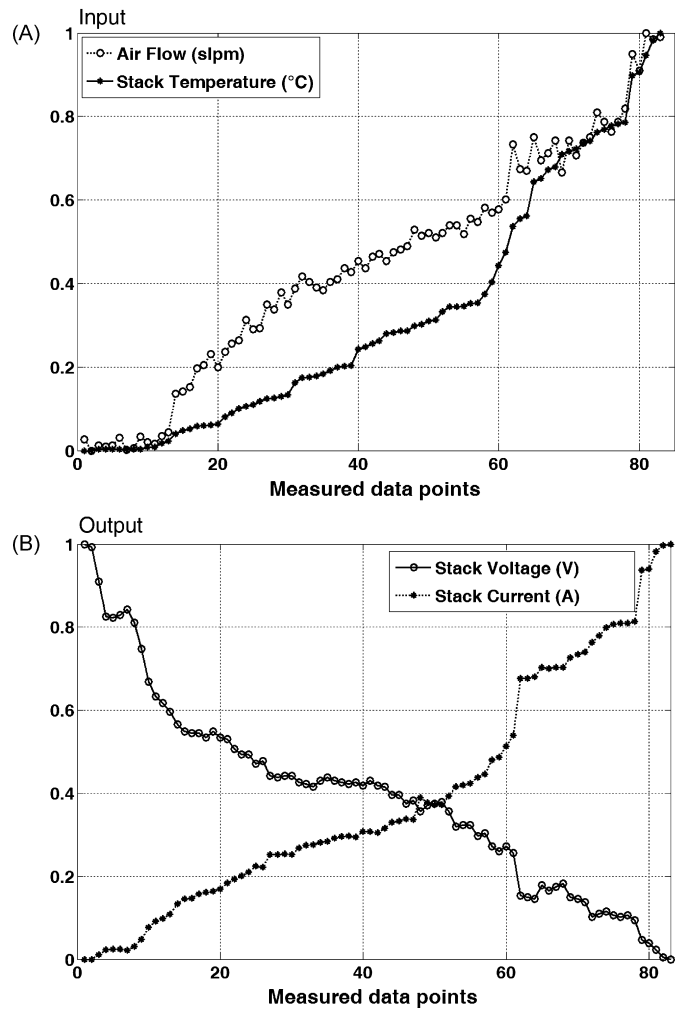 (A)
Input
Air Flow (slpm)
Stack Temperature (°C)
1
0.8
0.6
0.4
0.2
0
0 20 40 60 80
Measured data points
(B)
Output
Stack Voltage (V)
Stack Current (A)
1
0.8
0.6
0.4
0.2
0
0 20 40 60 80
Measured data points